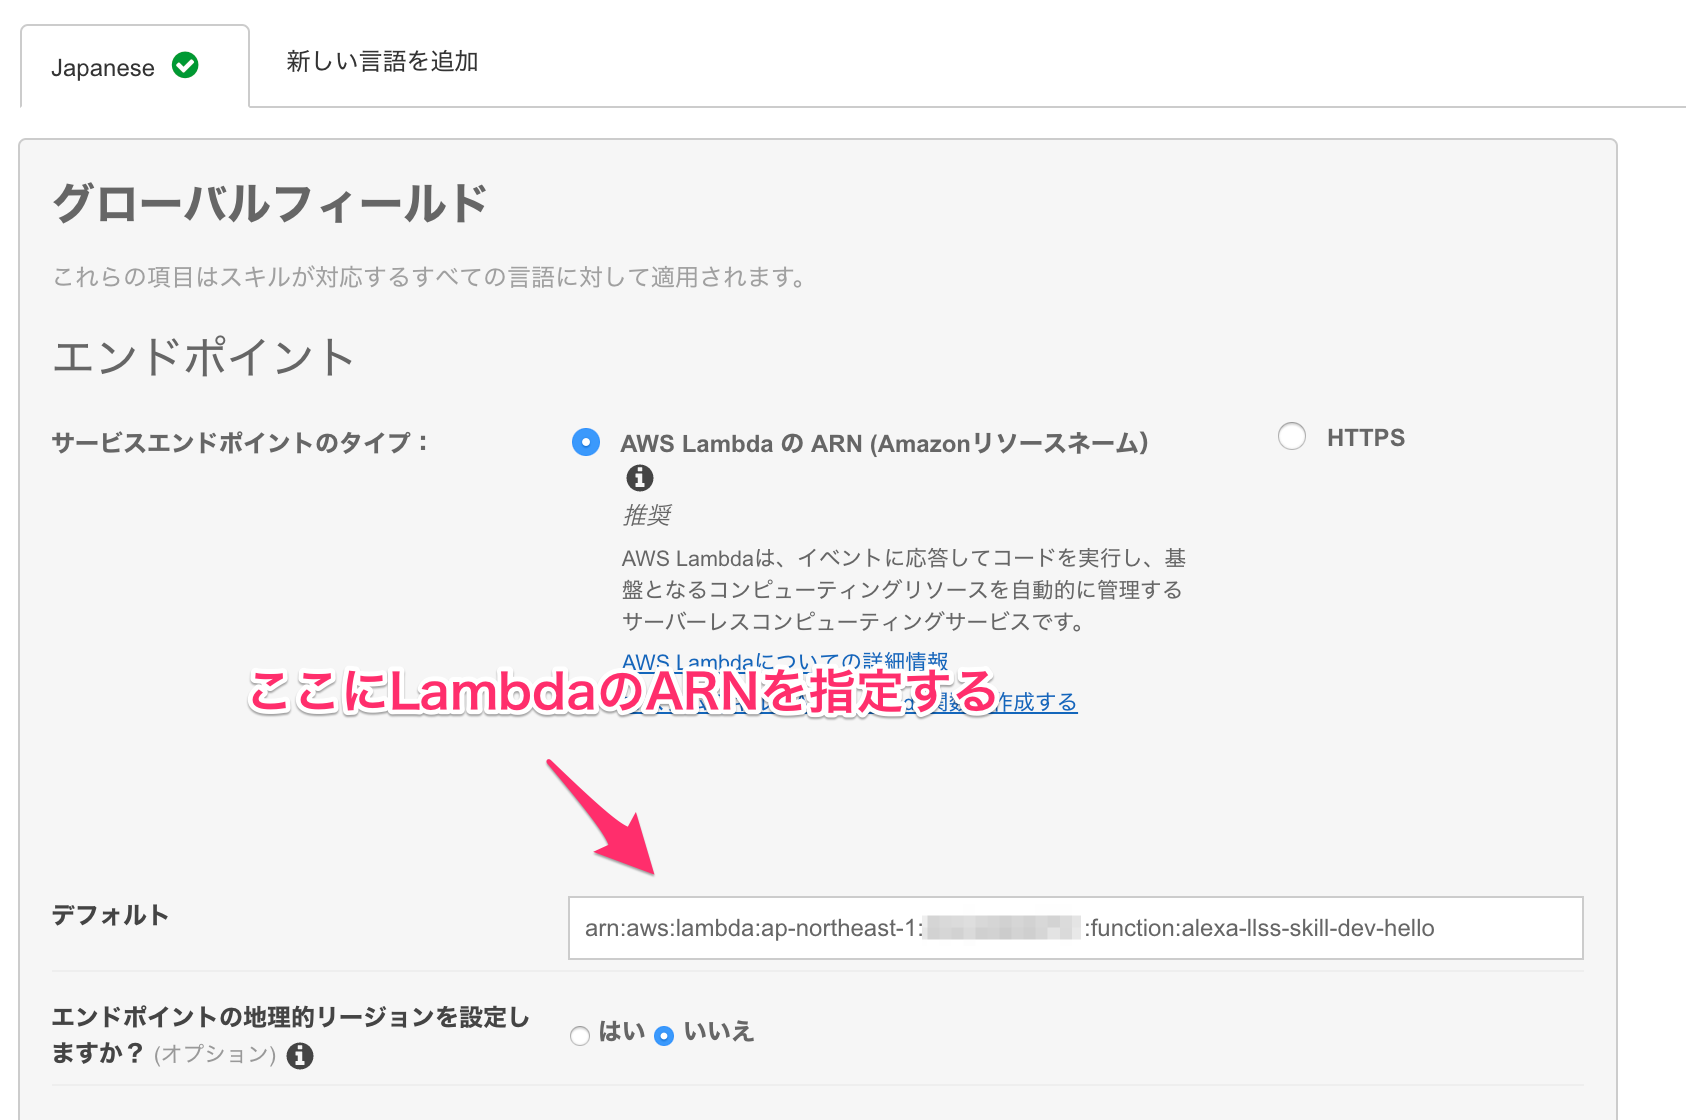 Japanese
新しい言語を追加
グローバルフィールド
これらの項目はスキルが対応するすべての言語に対して適用されます。
エンドポイント
サービスエンドポイントのタイプ：
AWS Lambda の ARN (Amazonリソースネーム)
HTTPS
推奨
AWS Lambdaは、イベントに応答してコードを実行し、基
盤となるコンピューティングリソースを自動的に管理する
サーバーレスコンピューティングサービスです。
AWS Lambdaについての詳細情報
関数 作成する
ここにLambdaのARNを指定する
デフォルト
arn:aws:lambda:ap-northeast-1: :function:alexa-llss-skill-dev-hello
エンドポイントの地理的リージョンを設定し
ますか？ (オプション)
はい いいえ